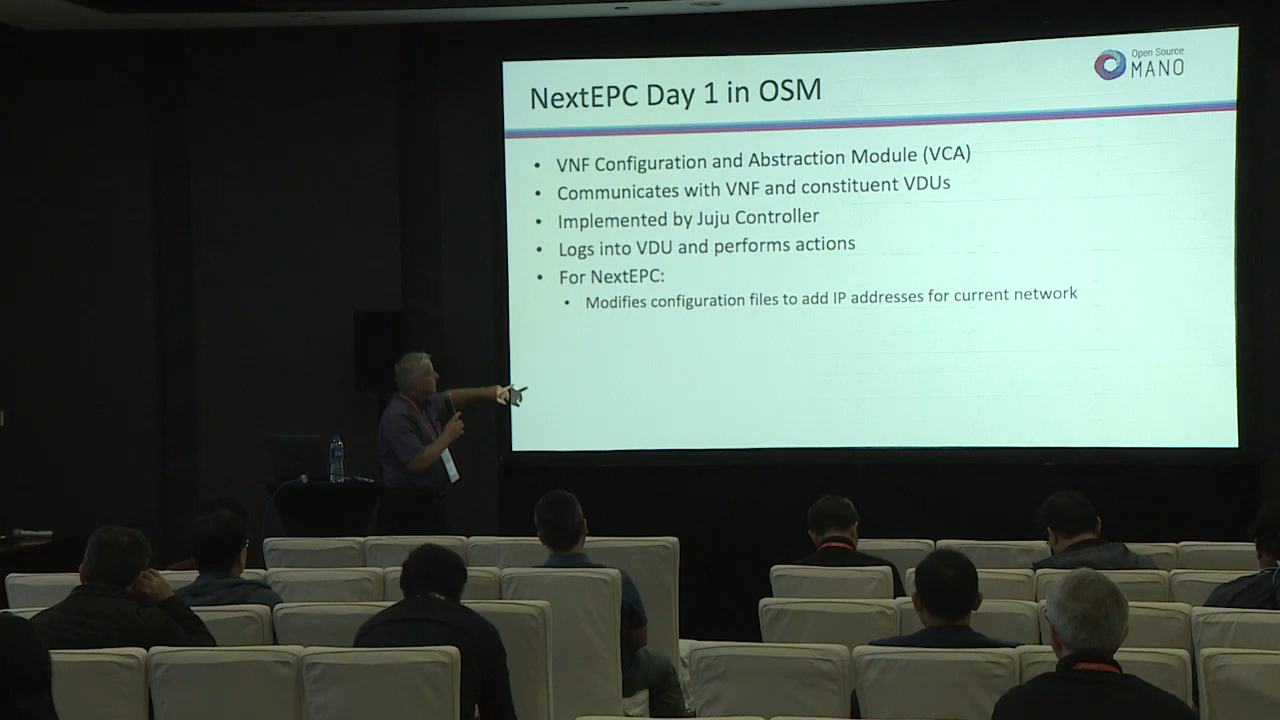 Open Source
MANO
NextEPC Day 1 in OSM
• VNF Configuration and Abstraction Module (VCA)
• Communicates with VNF and constituent VDUs
• Implemented by Juju Controller
• Logs into VDU and performs actions
• For NextEPC:
• Modifies configuration files to add IP addresses for current network